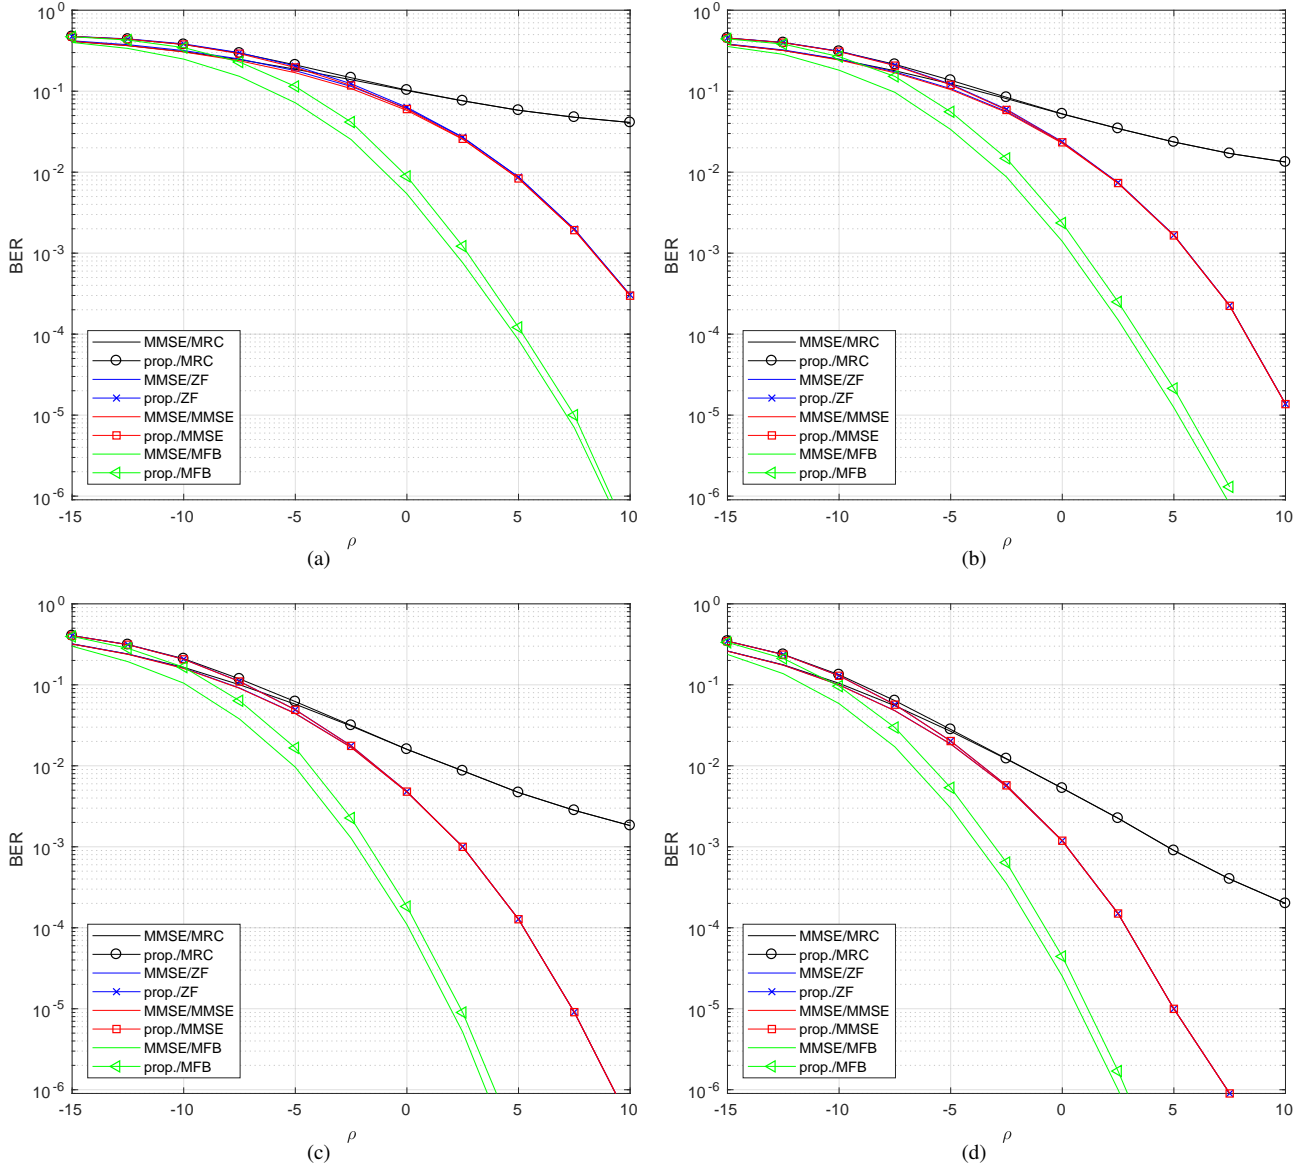 10^0
10^-1
10^-2
10^-3
10^-4
10^-5
10^-6
BER
MMSE/MRC
prop./MRC
MMSE/ZF
prop./ZF
MMSE/MMSE
prop./MMSE
MMSE/MFB
prop./MFB
-15 -10 -5 0 5 10
ρ
(a)
10^0
10^-1
10^-2
10^-3
10^-4
10^-5
10^-6
BER
MMSE/MRC
prop./MRC
MMSE/ZF
prop./ZF
MMSE/MMSE
prop./MMSE
MMSE/MFB
prop./MFB
-15 -10 -5 0 5 10
ρ
(b)
10^0
10^-1
10^-2
10^-3
10^-4
10^-5
10^-6
BER
MMSE/MRC
prop./MRC
MMSE/ZF
prop./ZF
MMSE/MMSE
prop./MMSE
MMSE/MFB
prop./MFB
-15 -10 -5 0 5 10
ρ
(c)
10^0
10^-1
10^-2
10^-3
10^-4
10^-5
10^-6
BER
MMSE/MRC
prop./MRC
MMSE/ZF
prop./ZF
MMSE/MMSE
prop./MMSE
MMSE/MFB
prop./MFB
-15 -10 -5 0 5 10
ρ
(d)